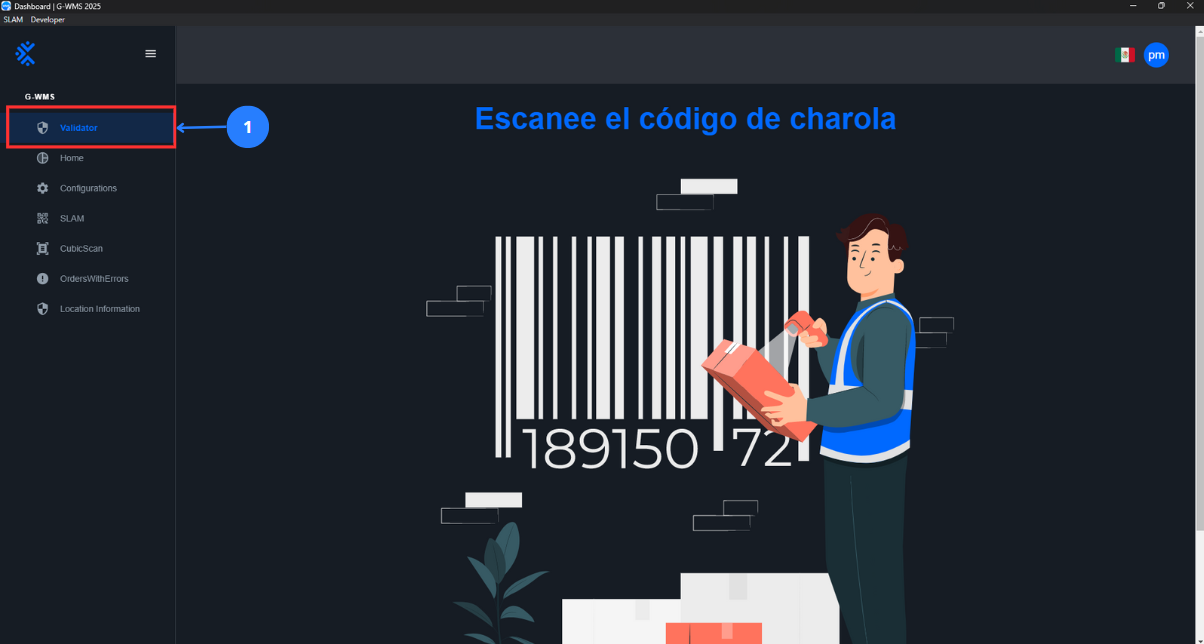 Dashboard | G-WMS 2025
SLAM Developer
pm
G-WMS
Validator
1
Home
Configurations
SLAM
CubicScan
OrdersWithErrors
Location Information
Escanee el código de charola
189150 72